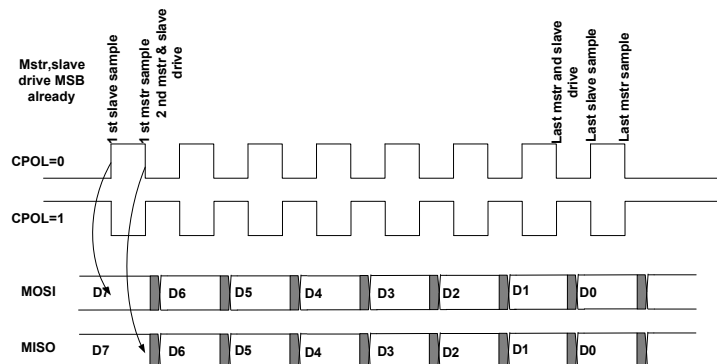 Mstr,slave
drive MSB
already
1 st slave sample
1 st mstr sample
2 nd mstr & slave
drive
Last mstr and slave
drive
Last slave sample
Last mstr sample
CPOL=0
CPOL=1
MOSI
D7
D6
D5
D4
D3
D2
D1
D0
MISO
D7
D6
D5
D4
D3
D2
D1
D0